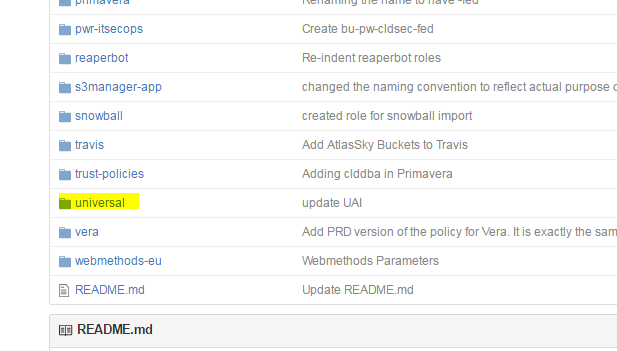 primavera Renaming the name to have -fed
pwr-itsecops Create bu-pw-cldsec-fed
reaperbot Re-indent reaperbot roles
s3manager-app changed the naming convention to reflect actual purpose o
snowball created role for snowball import
travis Add AtlasSky Buckets to Travis
trust-policies Adding clddba in Primavera
universal update UAI
vera Add PRD version of the policy for Vera. It is exactly the sam
webmethods-eu Webmethods Parameters
README.md Update README.md
README.md